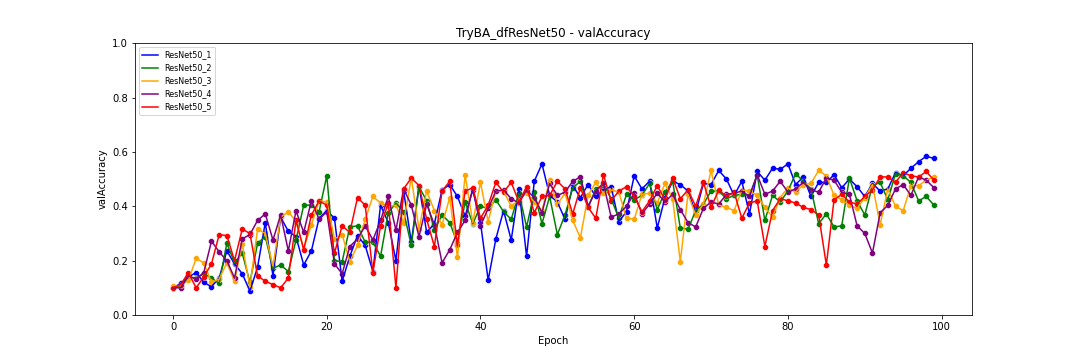 TryBA_dfResNet50 - valAccuracy
1.0
0.8
0.6
0.4
0.2
0.0
valAccuracy
ResNet50_1
ResNet50_2
ResNet50_3
ResNet50_4
ResNet50_5
0 20 40 60 80 100
Epoch